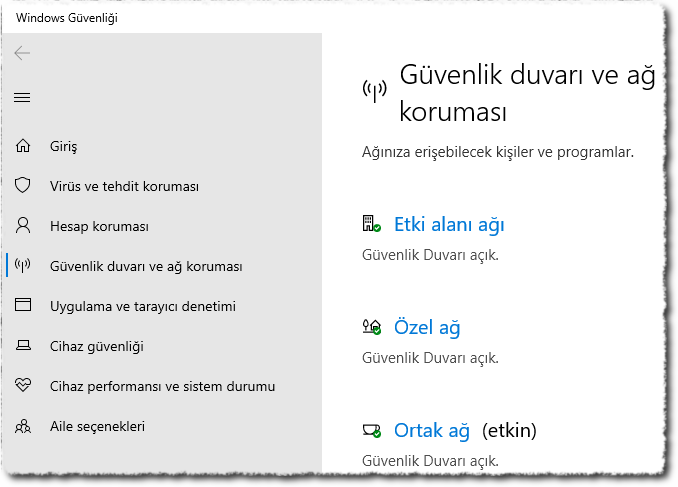 Windows Güvenliği
Giriş
Virüs ve tehdit koruması
Hesap koruması
Güvenlik duvarı ve ağ koruması
Uygulama ve tarayıcı denetimi
Cihaz güvenliği
Cihaz performansı ve sistem durumu
Aile seçenekleri
Güvenlik duvarı ve ağ
koruması
Ağınıza erişebilecek kişiler ve programlar.
Etki alanı ağı
Güvenlik Duvarı açık.
Özel ağ
Güvenlik Duvarı açık.
Ortak ağ (etkin)
Güvenlik Duvarı açık.